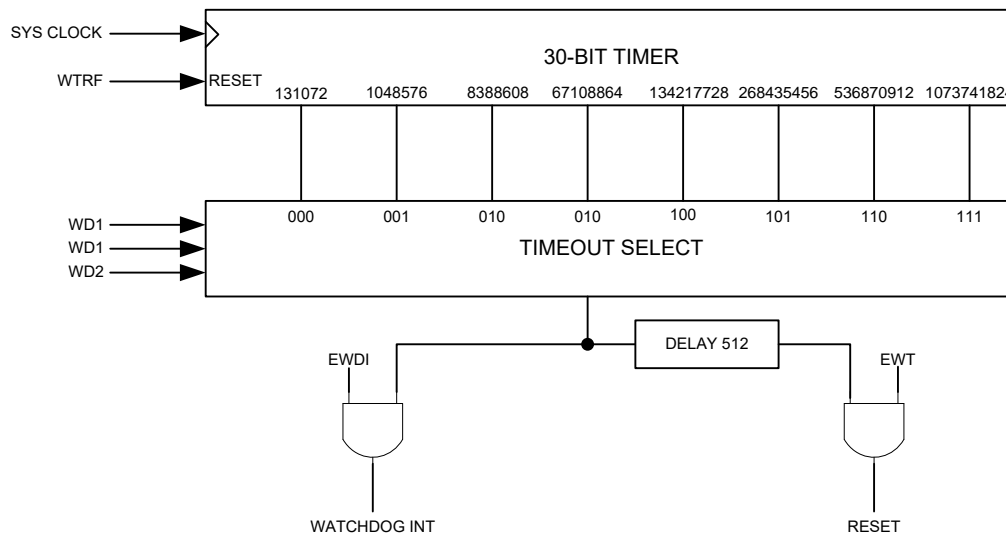 SYS CLOCK
30-BIT TIMER
WTRF
RESET
131072 1048576 8388608 67108864 134217728 268435456 536870912 1073741824
000 001 010 010 100 101 110 111
WD1
TIMEOUT SELECT
WD1
WD2
DELAY 512
EWDI
EWT
WATCHDOG INT
RESET